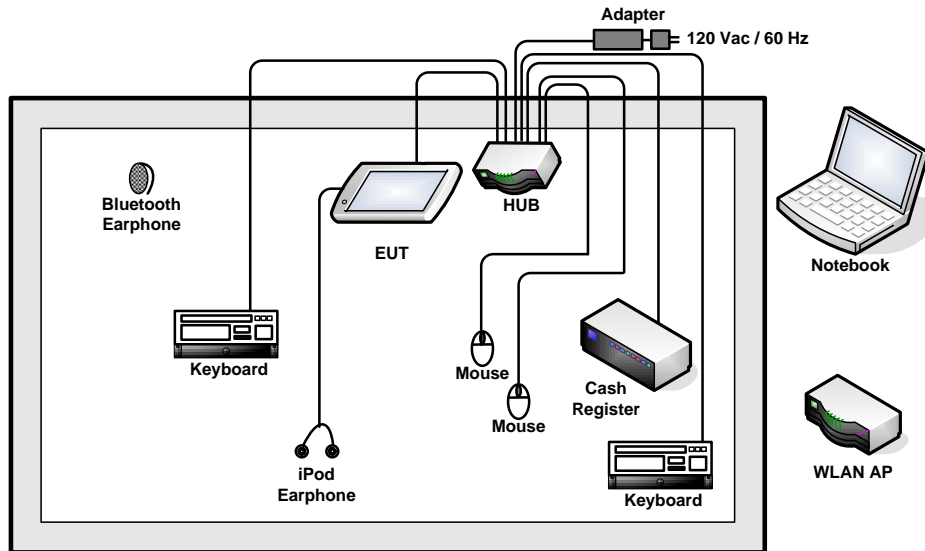 Adapter
120 Vac / 60 Hz
Bluetooth
Earphone
EUT
HUB
Notebook
Keyboard
Mouse
Mouse
Cash
Register
iPod
Earphone
Keyboard
WLAN AP